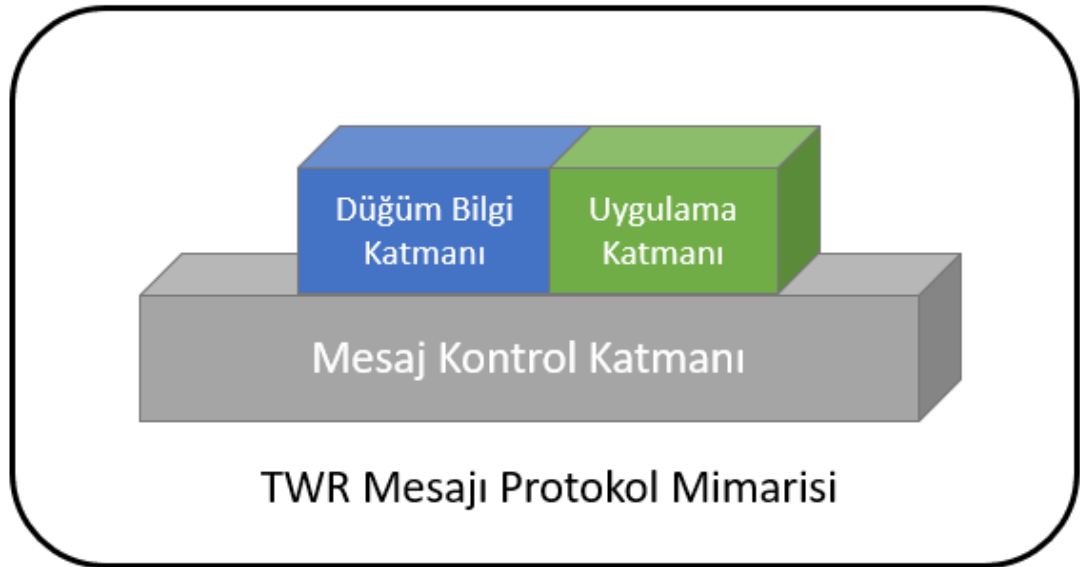 Düğüm Bilgi
Katmanı
Uygulama
Katmanı
Mesaj Kontrol Katmanı
TWR Mesajı Protokol Mimarisi